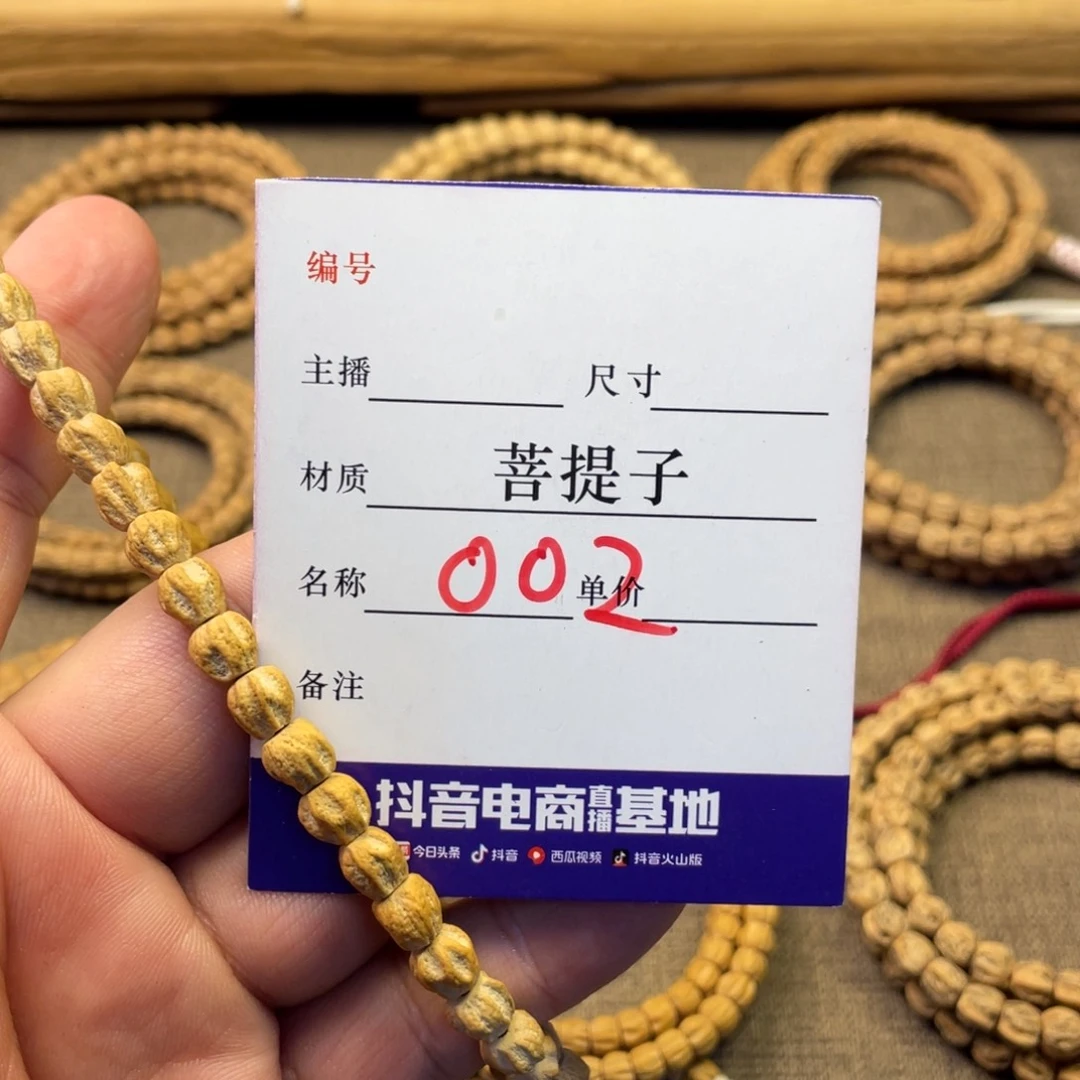 编号
主播 尺寸
材质 菩提子
名称 002 单价
备注
抖音电商直播基地
今日头条 抖音 西瓜视频 抖音火山版